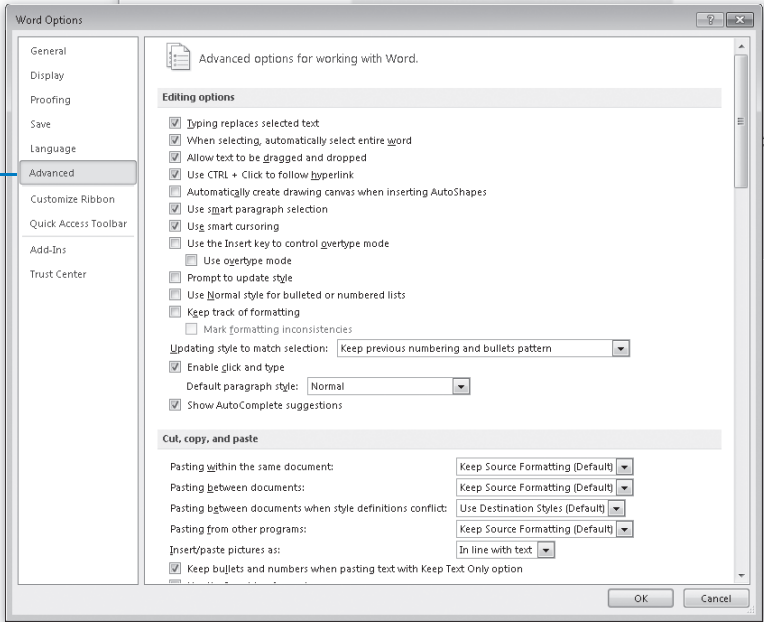 Word Options
General
Display
Proofing
Save
Language
Advanced
Customize Ribbon
Quick Access Toolbar
Add-Ins
Trust Center
Advanced options for working with Word.
Editing options
Typing replaces selected text
When selecting, automatically select entire word
Allow text to be dragged and dropped
Use CTRL + Click to follow hyperlink
Automatically create drawing canvas when inserting AutoShapes
Use smart paragraph selection
Use smart cursoring
Use the Insert key to control overtype mode
Use overtype mode
Prompt to update style
Use Normal style for bulleted or numbered lists
Keep track of formatting
Mark formatting inconsistencies
Updating style to match selection: Keep previous numbering and bullets pattern
Enable click and type
Default paragraph style: Normal
Show AutoComplete suggestions
Cut, copy, and paste
Pasting within the same document: Keep Source Formatting (Default)
Pasting between documents: Keep Source Formatting (Default)
Pasting between documents when style definitions conflict: Use Destination Styles (Default)
Pasting from other programs: Keep Source Formatting (Default)
Insert/paste pictures as: In line with text
Keep bullets and numbers when pasting text with Keep Text Only option
OK Cancel